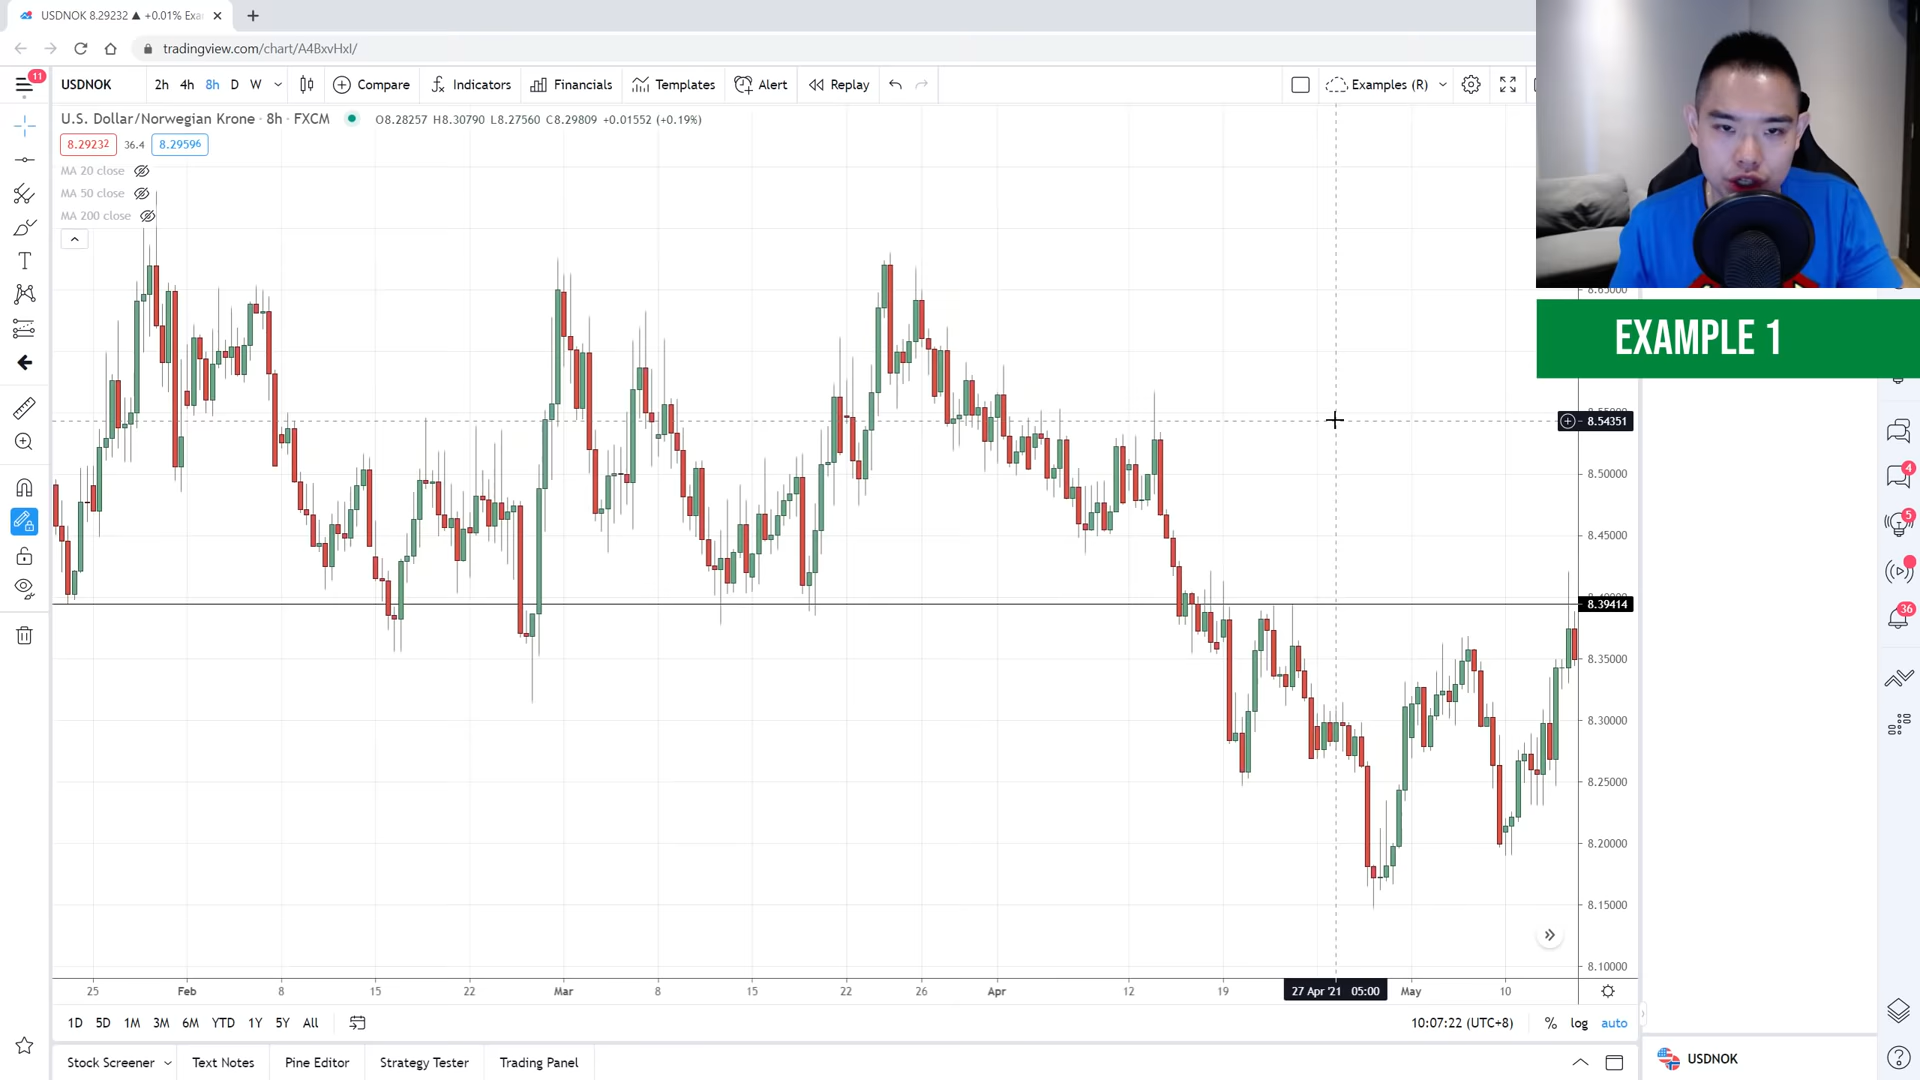 USDNOK 8.29232 ▲ +0.01% Exa
tradingview.com/chart/A4BxvHxI/
11
USDNOK
2h 4h 8h D W
Compare
Indicators
Financials
Templates
Alert
Replay
Examples (R)
U.S. Dollar/Norwegian Krone · 8h · FXCM
O8.28257 H8.30790 L8.27560 C8.29809 +0.01552 (+0.19%)
8.29232 36.4 8.29596
MA 20 close
MA 50 close
MA 200 close
EXAMPLE 1
8.54351
8.50000
8.45000
8.39414
8.35000
8.30000
8.25000
8.20000
8.15000
8.10000
4
5
36
25 Feb 8 15 22 Mar 8 15 22 26 Apr 12 19 27 Apr '21 05:00 May 10
1D 5D 1M 3M 6M YTD 1Y 5Y All
10:07:22 (UTC+8) % log auto
Stock Screener Text Notes Pine Editor Strategy Tester Trading Panel
USDNOK